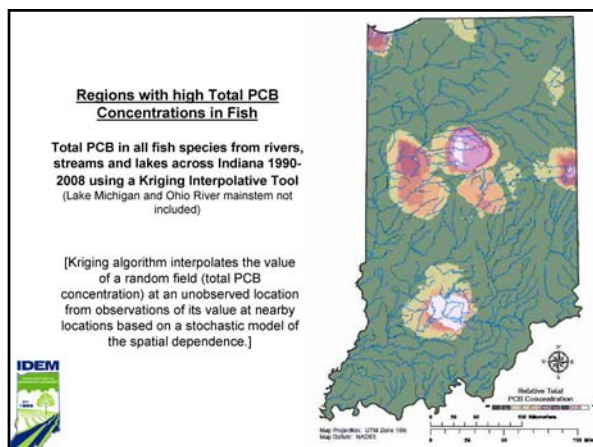 Regions with high Total PCB
Concentrations in Fish
Total PCB in all fish species from rivers,
streams and lakes across Indiana 1990-
2008 using a Kriging Interpolative Tool
(Lake Michigan and Ohio River mainstem not
included)
[Kriging algorithm interpolates the value
of a random field (total PCB
concentration) at an unobserved location
from observations of its value at nearby
locations based on a stochastic model of
the spatial dependence.]
IDEM
Relative Total
PCB Concentration
Kilometers
Map Projection: UTM Zone 16N
Map Datum: NAD83